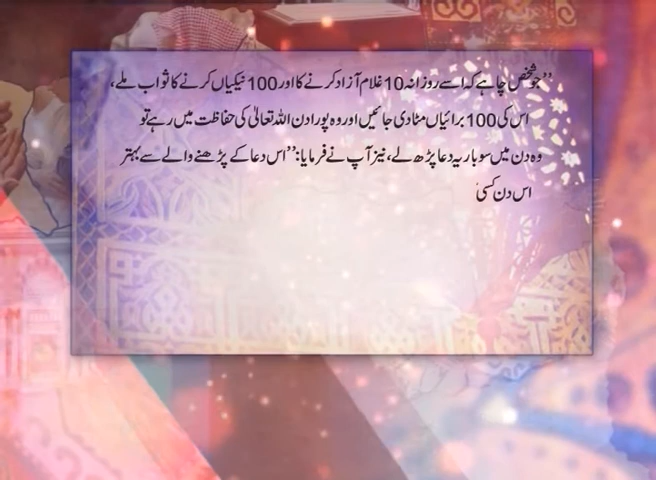 ”جو شخص چاہے کہ اسے روزانہ 10 غلام آزاد کرنے کا اور 100 نیکیاں کرنے کا ثواب ملے،
اس کی 100 برائیاں مٹا دی جائیں اور وہ پورا دن اللہ تعالیٰ کی حفاظت میں رہے تو
وہ دن میں سو بار یہ دعا پڑھ لے، نیز آپ نے فرمایا: ”اس دعا کے پڑھنے والے سے بہتر
اس دن کسی